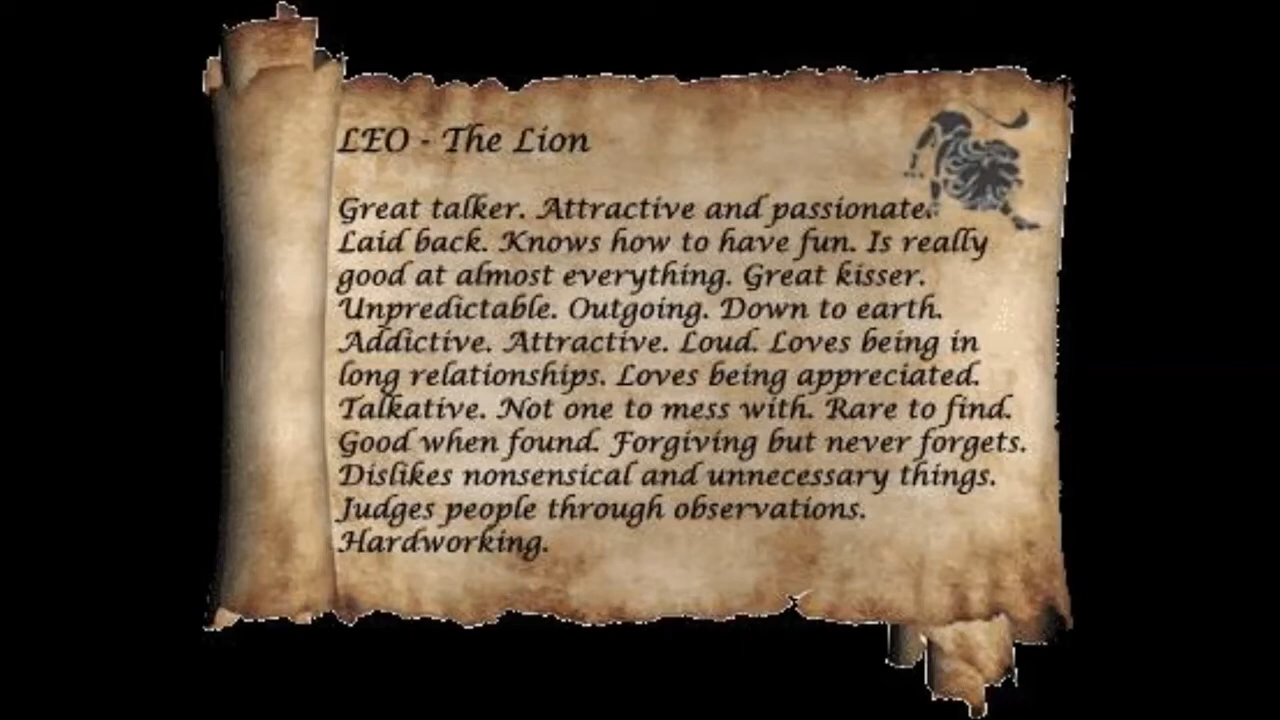 LEO - The Lion
Great talker. Attractive and passionate.
Laid back. Knows how to have fun. Is really
good at almost everything. Great kisser.
Unpredictable. Outgoing. Down to earth.
Addictive. Attractive. Loud. Loves being in
long relationships. Loves being appreciated.
Talkative. Not one to mess with. Rare to find.
Good when found. Forgiving but never forgets.
Dislikes nonsensical and unnecessary things.
Judges people through observations.
Hardworking.